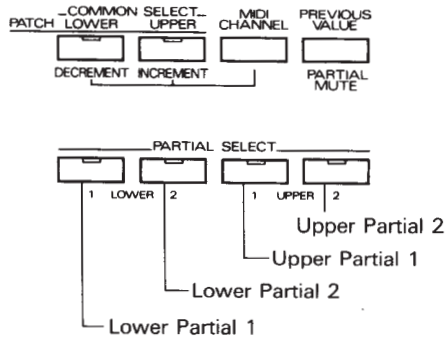 COMMON SELECT
PATCH LOWER UPPER MIDI CHANNEL PREVIOUS VALUE
DECREMENT INCREMENT PARTIAL MUTE
PARTIAL SELECT
1 LOWER 2 1 UPPER 2
Upper Partial 2
Upper Partial 1
Lower Partial 2
Lower Partial 1